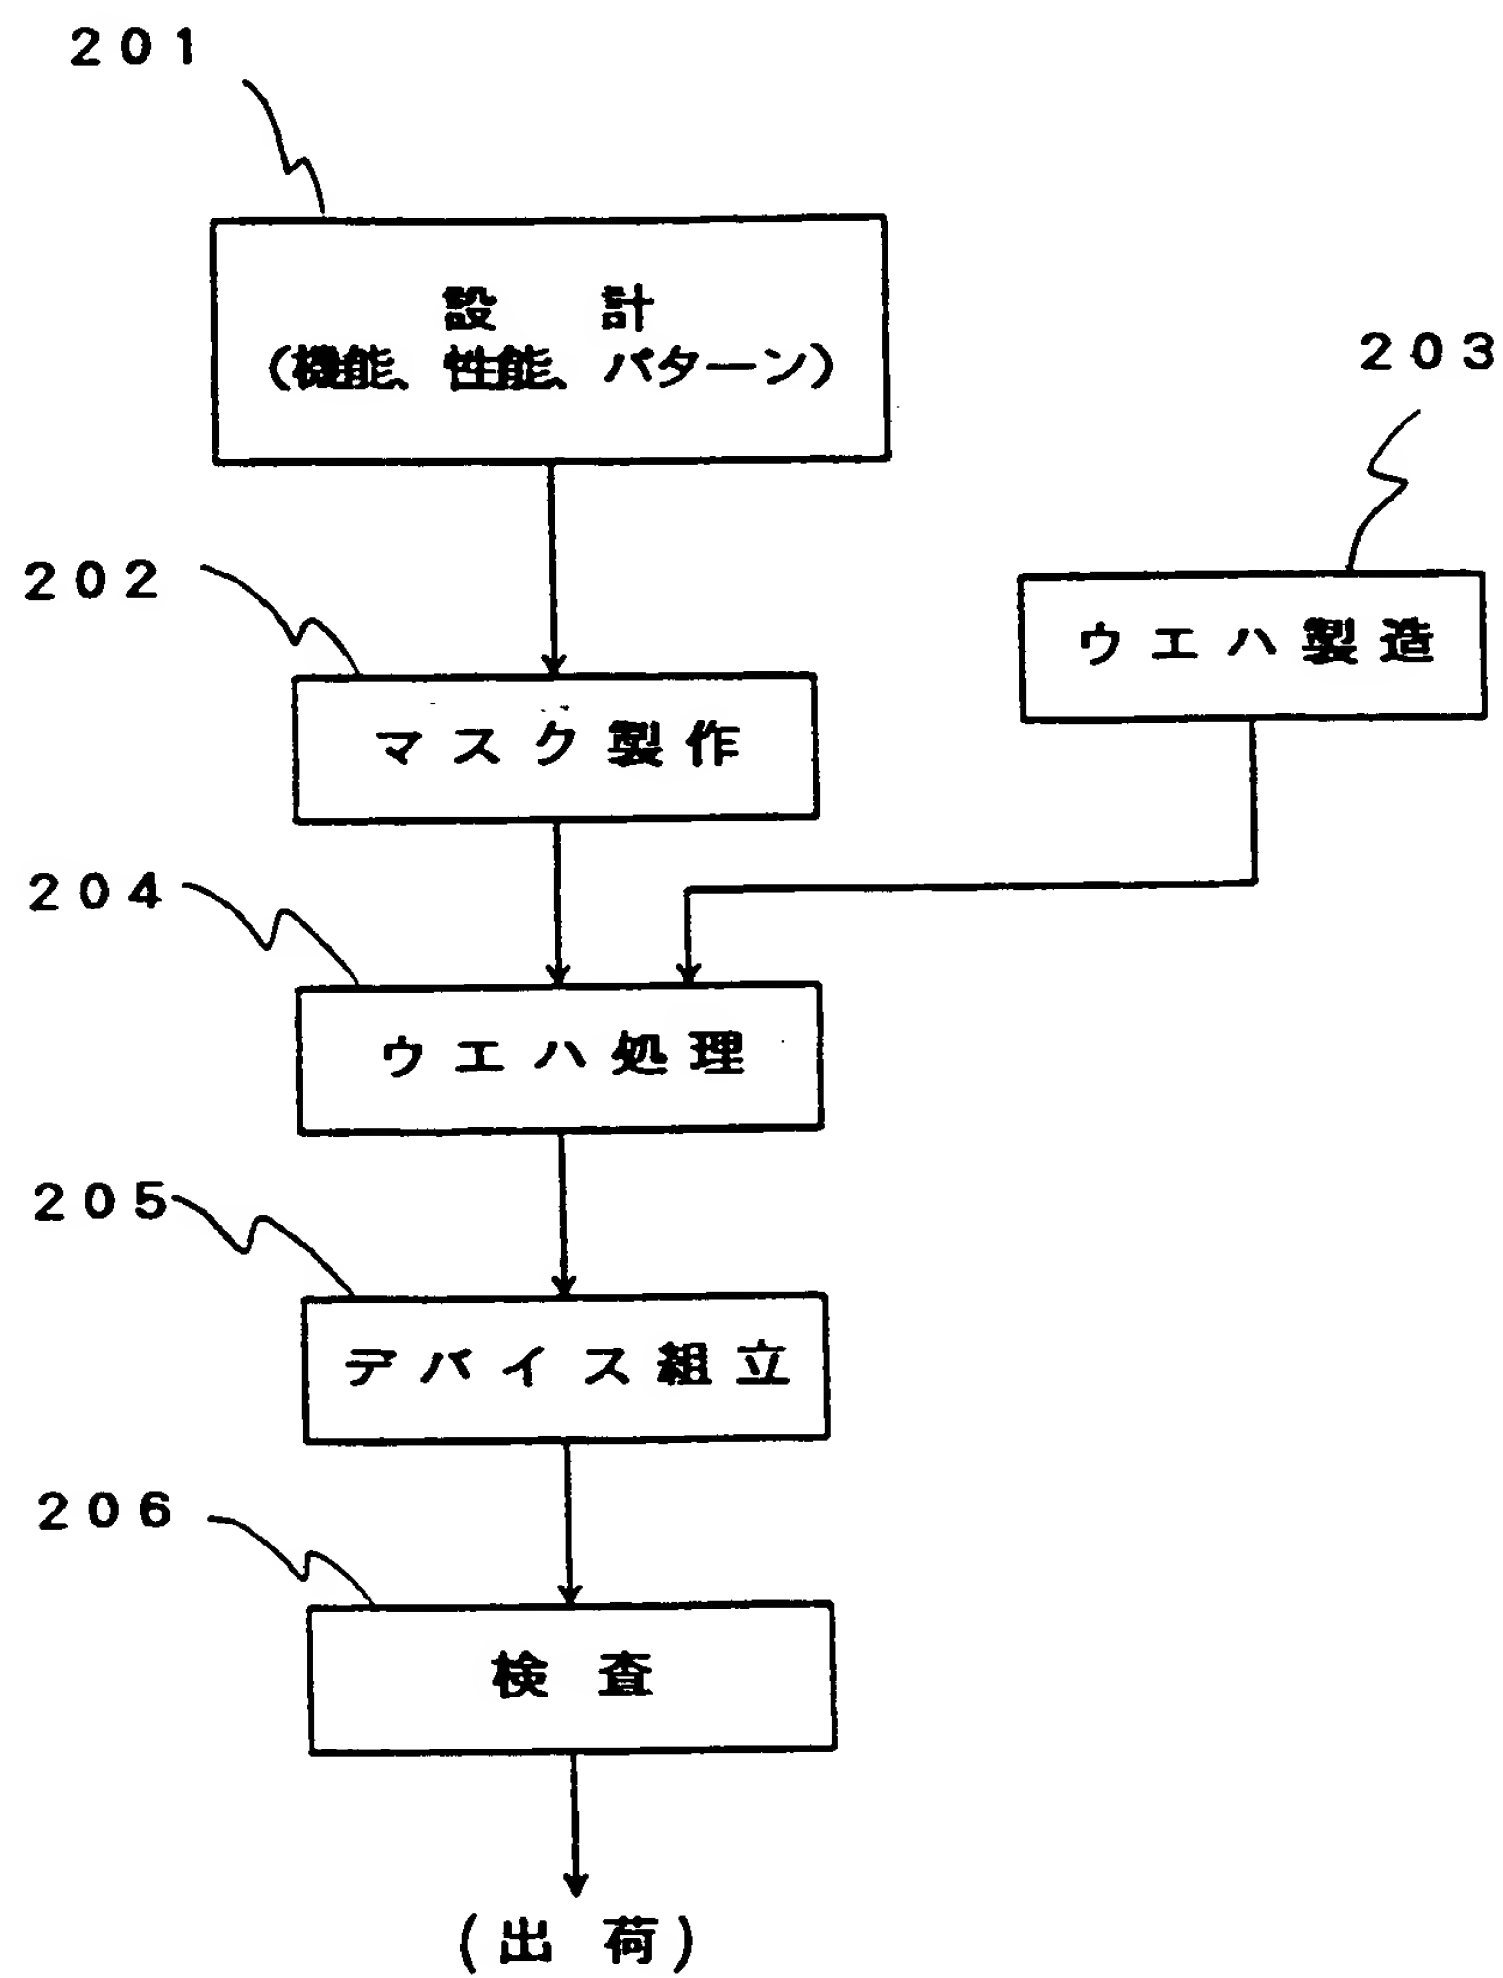 201
設計
(機能、性能、パターン)
203
202
ウエハ製造
マスク製作
204
ウエハ処理
205
デバイス組立
206
検査
(出荷)